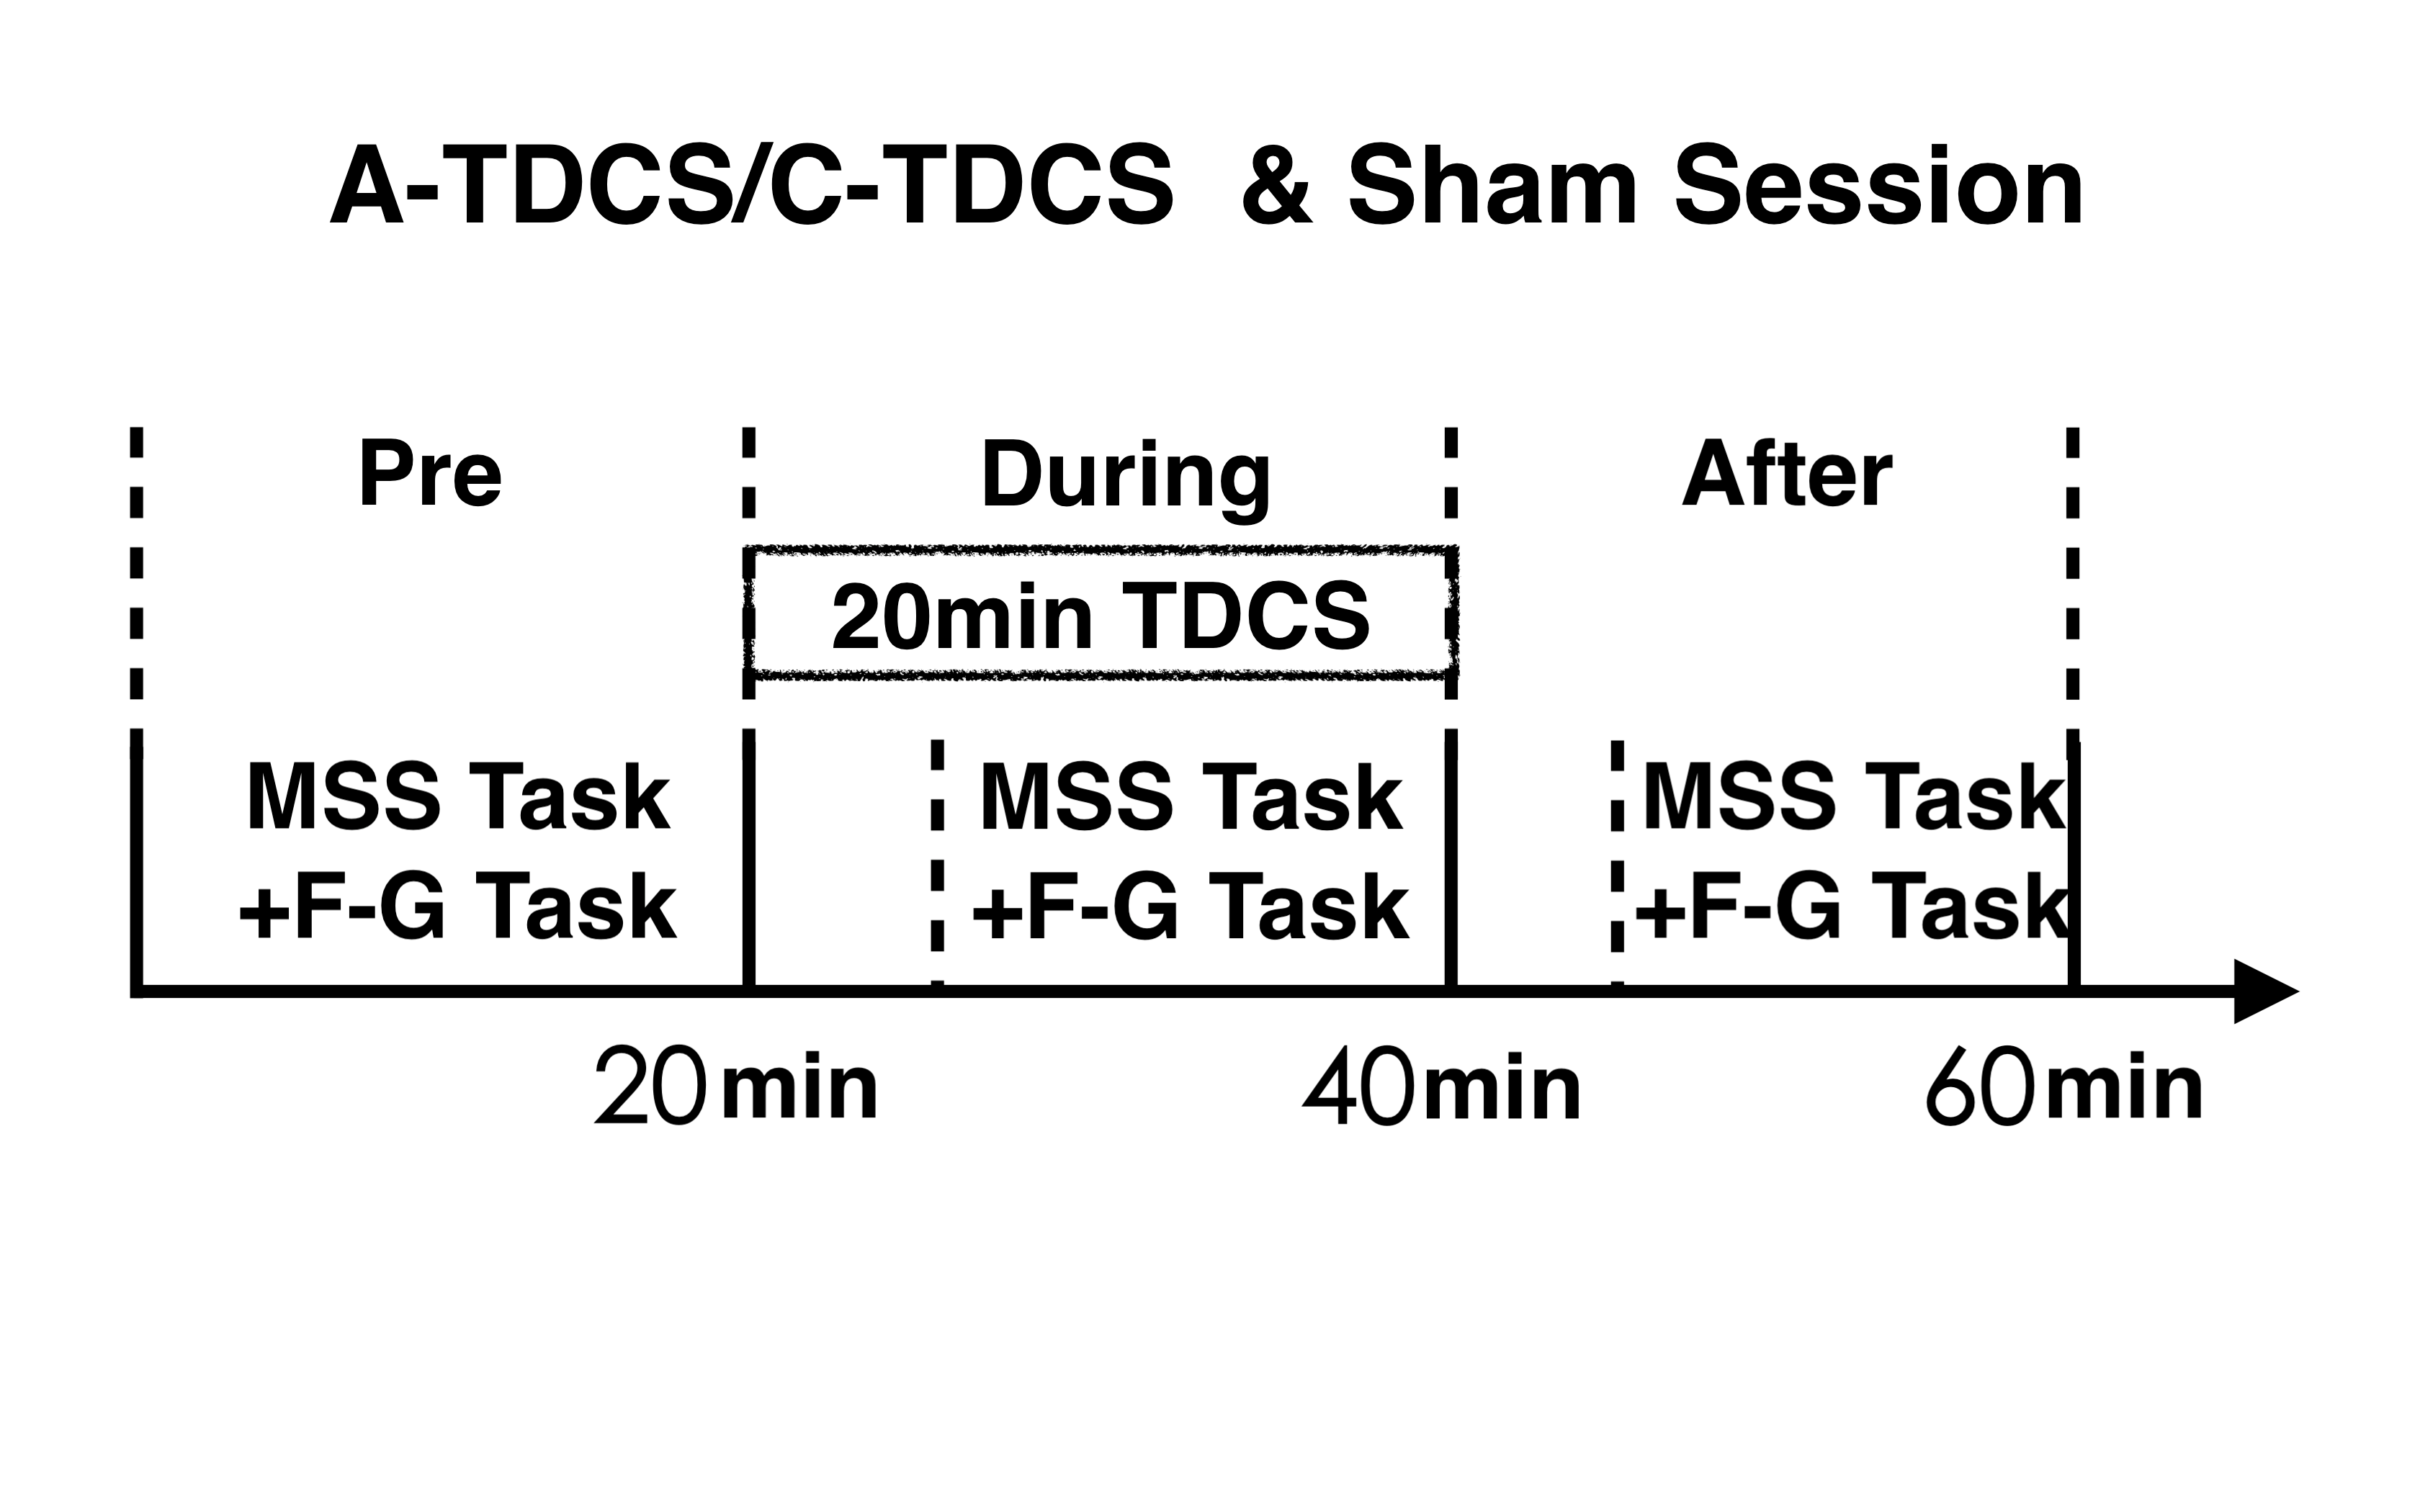 A-TDCS/C-TDCS & Sham Session
Pre During After
20min TDCS
MSS Task MSS Task MSS Task
+F-G Task +F-G Task +F-G Task
20min 40min 60min